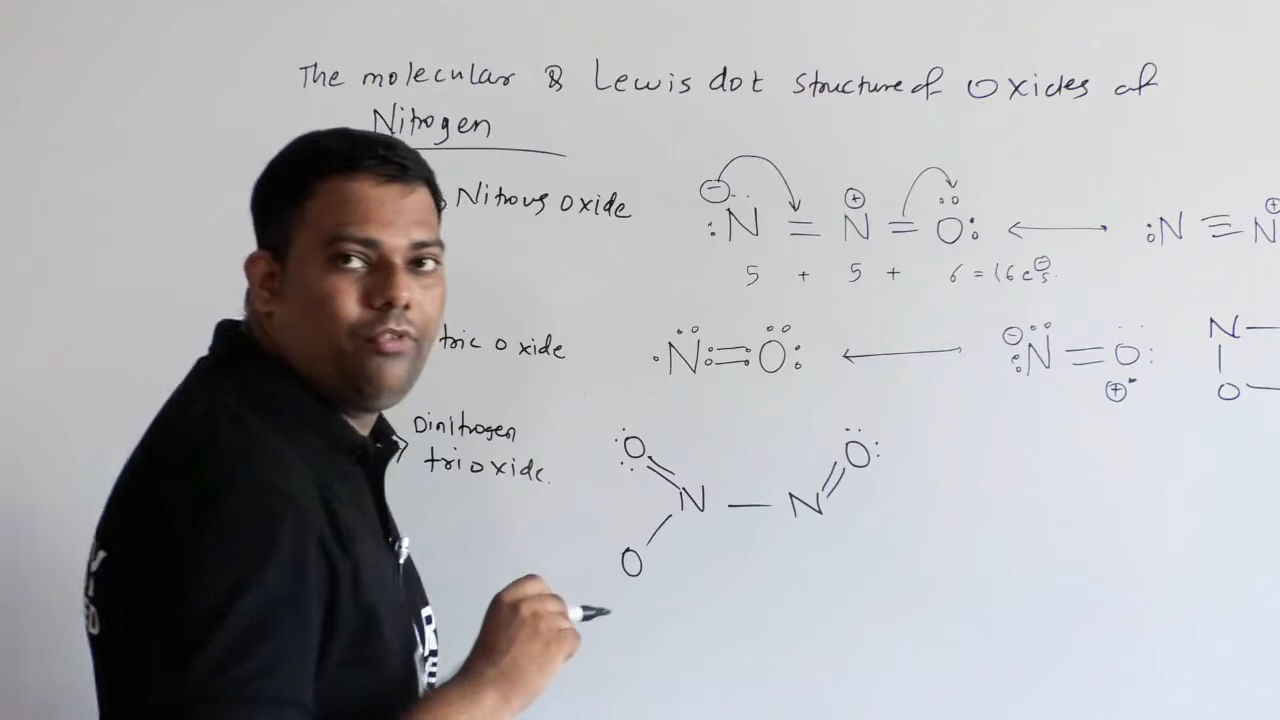 The molecular & Lewis dot structure of Oxides of
Nitrogen
Nitrous oxide
⊖ :N̈ = N⊕ = Ö: ⟷ :N ≡ N⊕
5 + 5 + 6 = 16 e⊖s.
tric oxide
·N̈:=Ö: ⟵ ⊖:N̈ = Ö:⊕· N—
O—
Dinitrogen
trioxide.
O N — N O
O